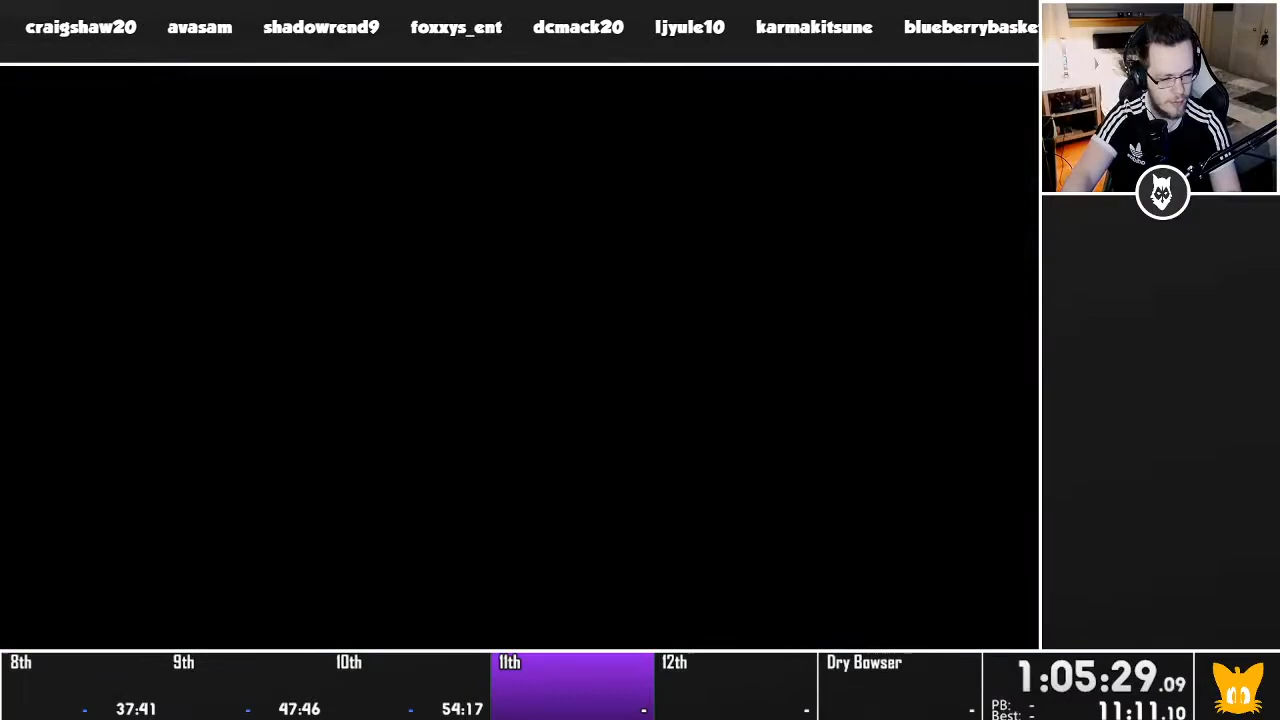 craigshaw20 avasam shadowrend9 foxxys_ent dcmack20 ljyule10 karmakitsune blueberrybaske
8th 9th 10th 11th 12th Dry Bowser
- 37:41 - 47:46 - 54:17 - - -
1:05:29.09
PB: -
Best: - 11:11.10